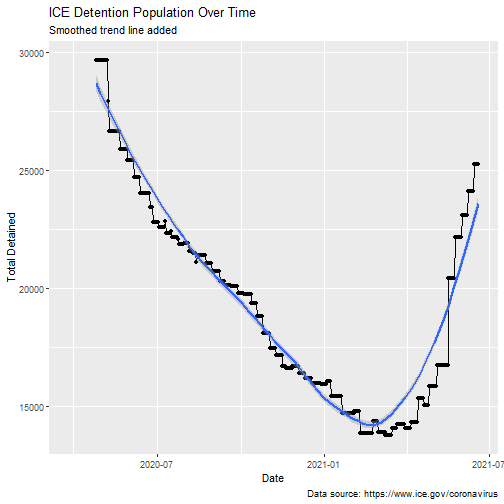 ICE Detention Population Over Time
Smoothed trend line added
Total Detained
30000
25000
20000
15000
2020-07
2021-01
2021-07
Date
Data source: https://www.ice.gov/coronavirus